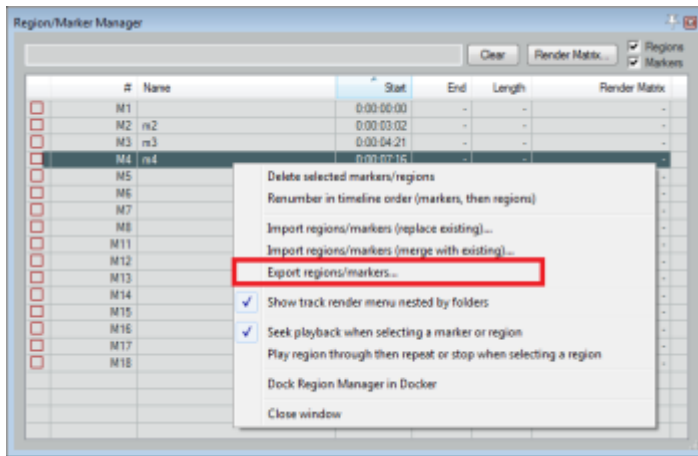 Region/Marker Manager
Clear Render Matrix... Regions
Markers
# Name Start End Length Render Matrix
M1 0:00:00:00 - - -
M2 m2 0:00:03:02 - - -
M3 m3 0:00:04:21 - - -
M4 m4 0:00:07:16 - - -
M5 Delete selected markers/regions
M6 Renumber in timeline order (markers, then regions)
M7
M8 Import regions/markers (replace existing)...
M11 Import regions/markers (merge with existing)...
M12
M13 Export regions/markers...
M14 Show track render menu nested by folders
M15
M16 Seek playback when selecting a marker or region
M17 Play region through then repeat or stop when selecting a region
M18
Dock Region Manager in Docker
Close window